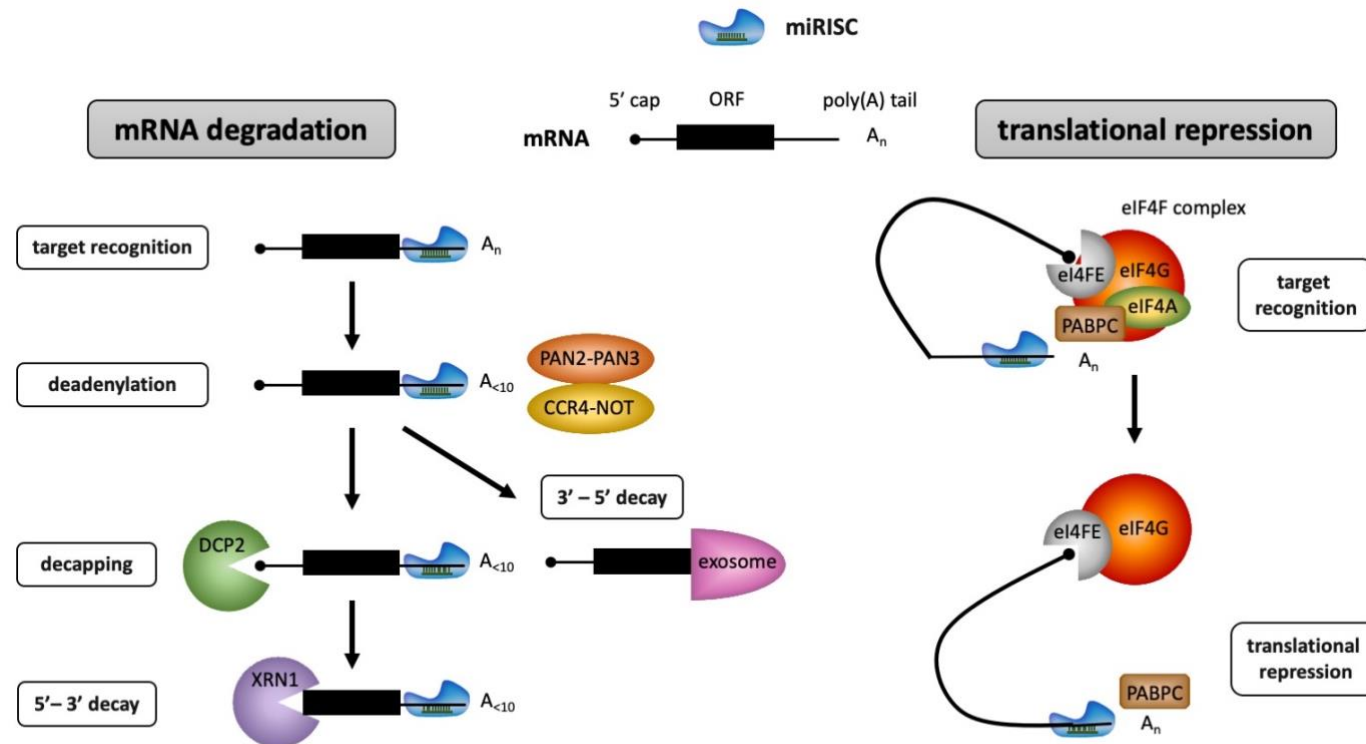 miRISC
5' cap
ORF
poly(A) tail
mRNA
Aₙ
mRNA degradation
translational repression
target recognition
Aₙ
deadenylation
A<10
PAN2-PAN3
CCR4-NOT
3' – 5' decay
decapping
DCP2
A<10
exosome
5'– 3' decay
XRN1
A<10
eIF4F complex
eI4FE
eIF4G
eIF4A
PABPC
Aₙ
target
recognition
eI4FE
eIF4G
translational
repression
PABPC
Aₙ